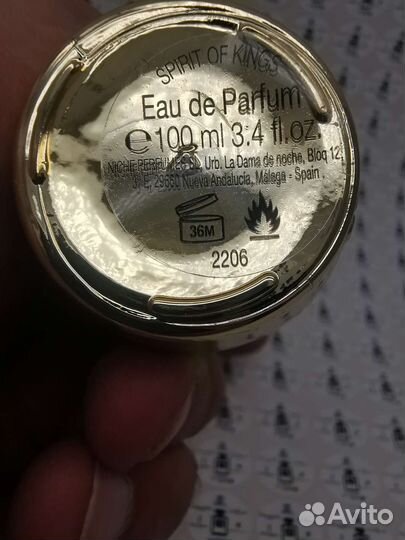 SPIRIT OF KINGS
Eau de Parfum
℮ 100 ml 3.4 fl.oz.
NICHE PERFUMES Urb. La Dama de noche, Bloq 12,
3º E, 29660 Nueva Andalucía, Málaga - Spain.
36M
2206
Avito